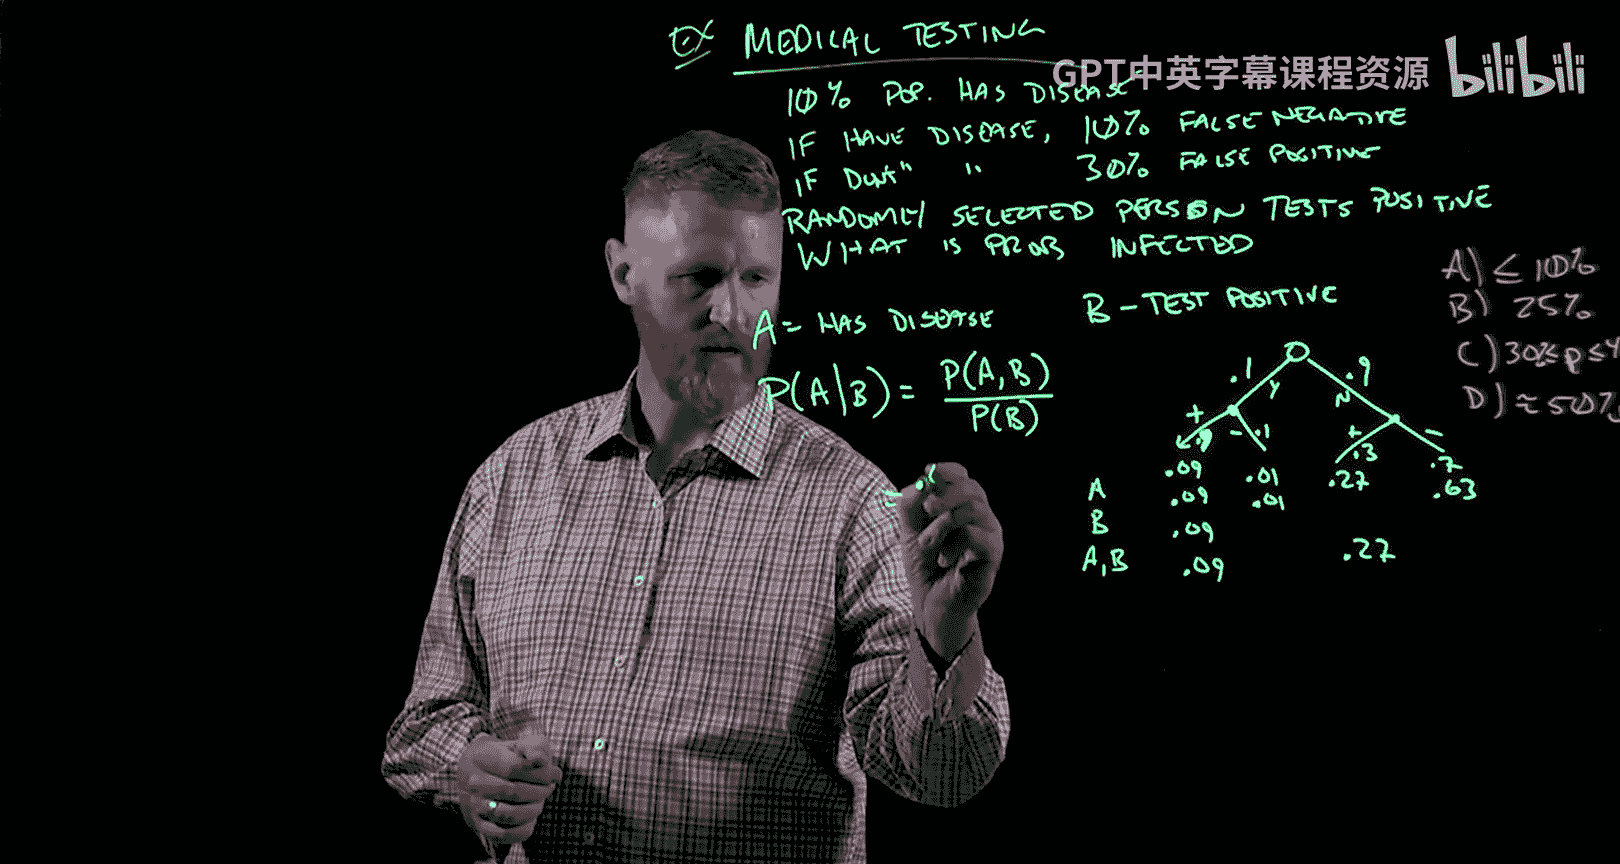 EX MEDICAL TESTING
GPT中英字幕课程资源 bilibili
10% POP. HAS DISEASE
IF HAVE DISEASE, 10% FALSE NEGATIVE
IF DON'T " 30% FALSE POSITIVE
RANDOMLY SELECTED PERSON TESTS POSITIVE
WHAT IS PROB INFECTED
A) ≤ 10%
B) 25%
C) 30% ≤ P ≤ 4
D) ≈ 50%
A = HAS DISEASE B - TEST POSITIVE
P(A|B) = P(A,B) / P(B)
.1 .9
Y N
+ - + -
.9 .1 .3 .7
.09 .01 .27 .63
A .09 .01
B .09 .27
A,B .09
=